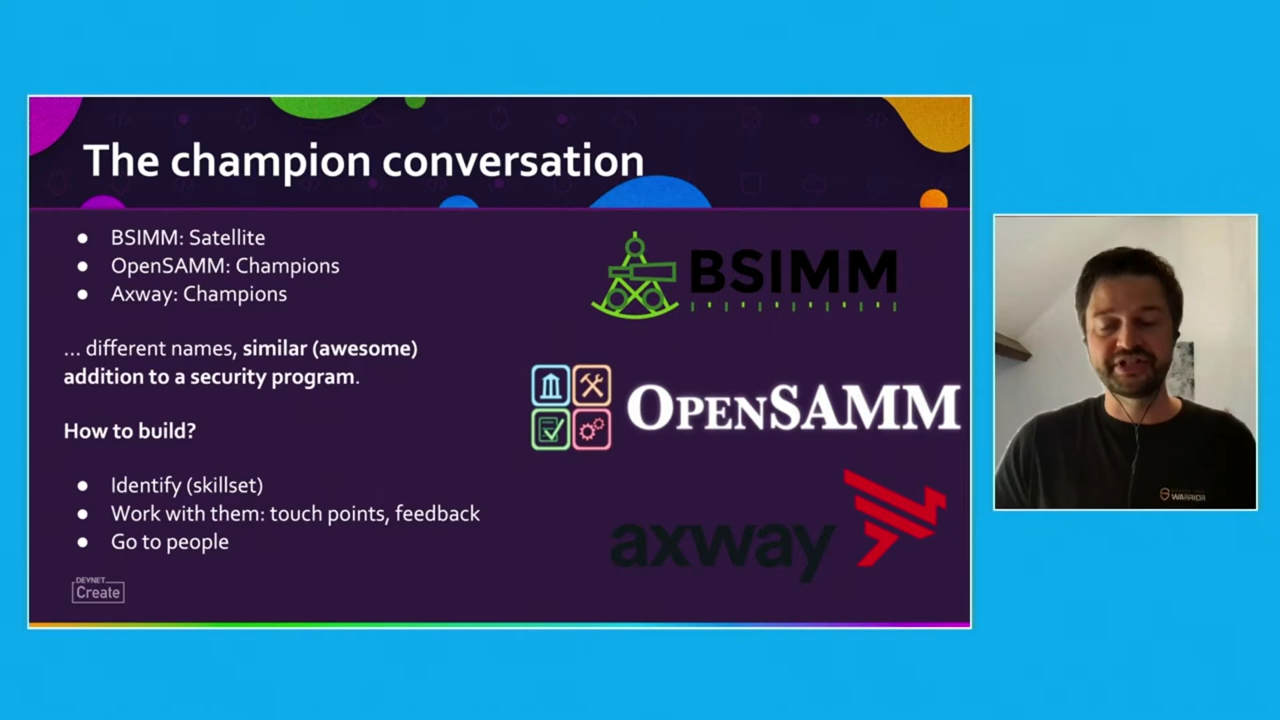 The champion conversation
● BSIMM: Satellite
● OpenSAMM: Champions
● Axway: Champions
... different names, similar (awesome)
addition to a security program.
How to build?
● Identify (skillset)
● Work with them: touch points, feedback
● Go to people
BSIMM
OPENSAMM
axway
DEVNET
Create
WARRIOR